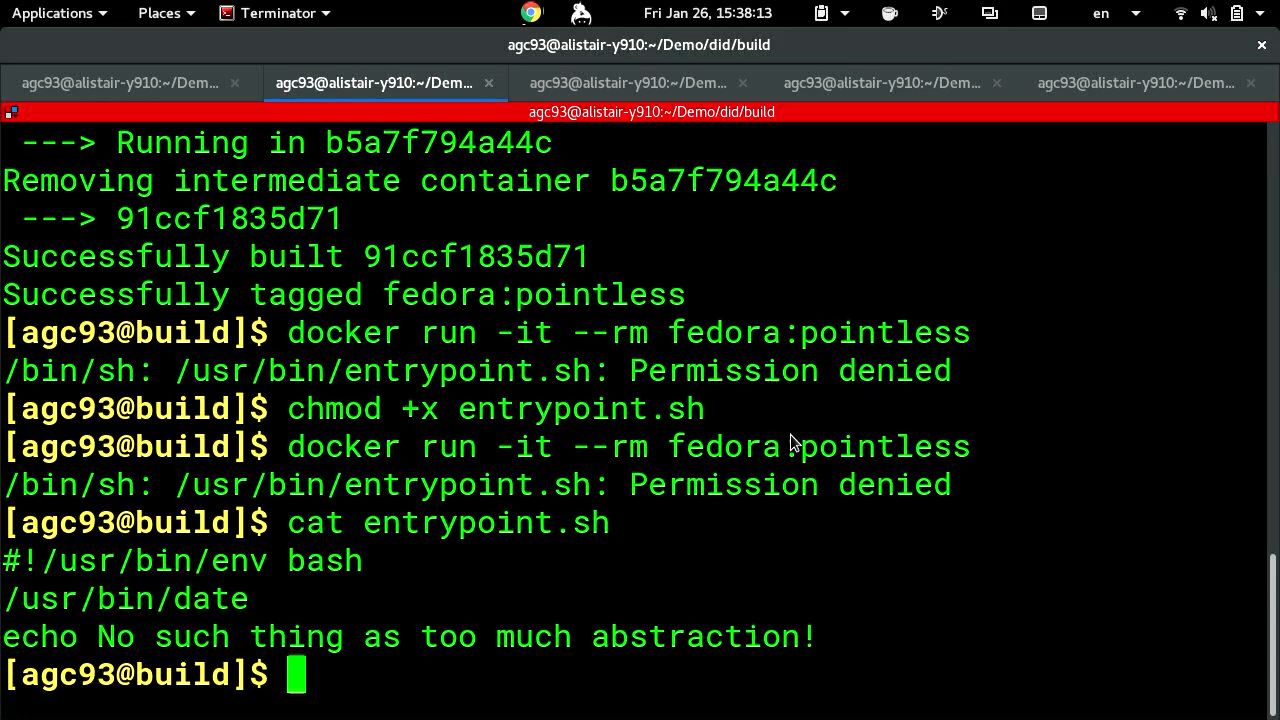 Applications Places Terminator Fri Jan 26, 15:38:13 en
agc93@alistair-y910:~/Demo/did/build
agc93@alistair-y910:~/Dem... agc93@alistair-y910:~/Dem... agc93@alistair-y910:~/Dem... agc93@alistair-y910:~/Dem... agc93@alistair-y910:~/Dem...
agc93@alistair-y910:~/Demo/did/build
---> Running in b5a7f794a44c
Removing intermediate container b5a7f794a44c
---> 91ccf1835d71
Successfully built 91ccf1835d71
Successfully tagged fedora:pointless
[agc93@build]$ docker run -it --rm fedora:pointless
/bin/sh: /usr/bin/entrypoint.sh: Permission denied
[agc93@build]$ chmod +x entrypoint.sh
[agc93@build]$ docker run -it --rm fedora:pointless
/bin/sh: /usr/bin/entrypoint.sh: Permission denied
[agc93@build]$ cat entrypoint.sh
#!/usr/bin/env bash
/usr/bin/date
echo No such thing as too much abstraction!
[agc93@build]$